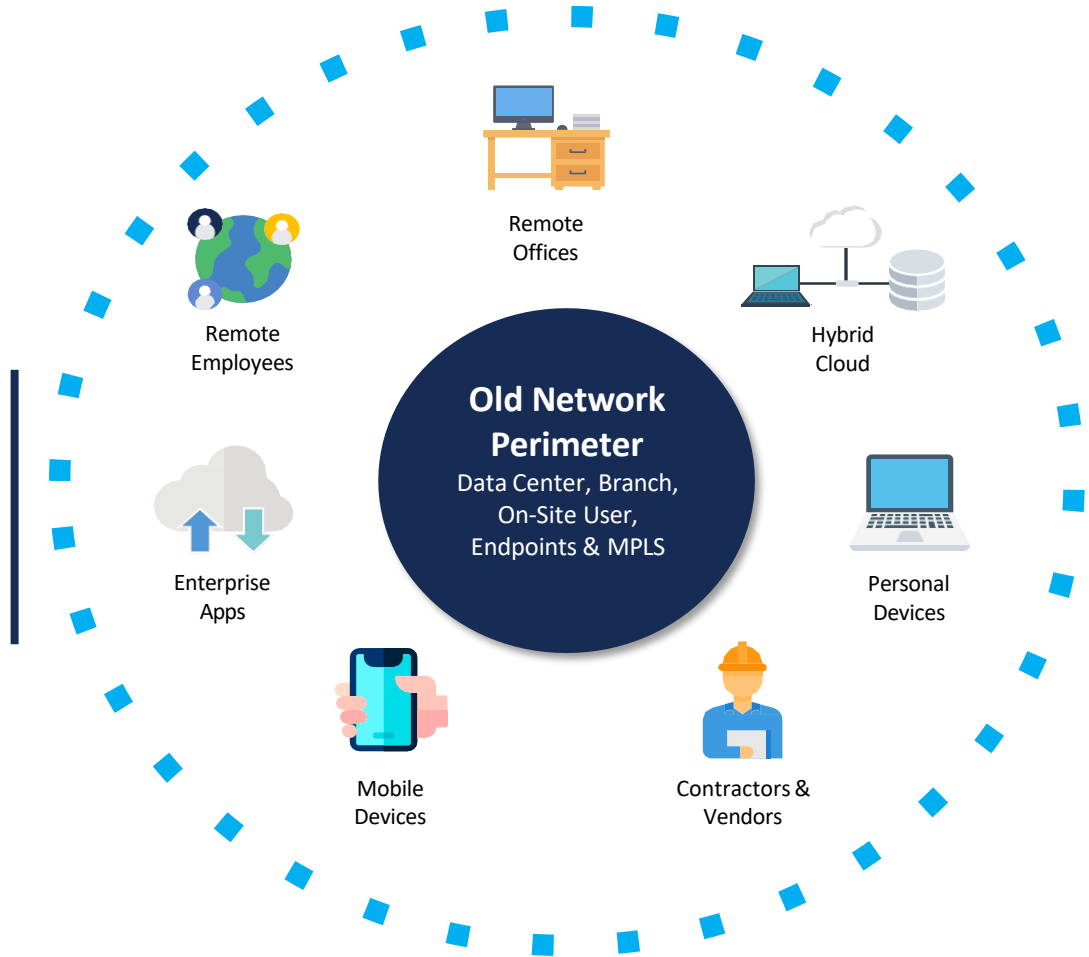 Remote
Offices
Remote
Employees
Hybrid
Cloud
Old Network
Perimeter
Data Center, Branch,
On-Site User,
Endpoints & MPLS
Enterprise
Apps
Personal
Devices
Mobile
Devices
Contractors &
Vendors